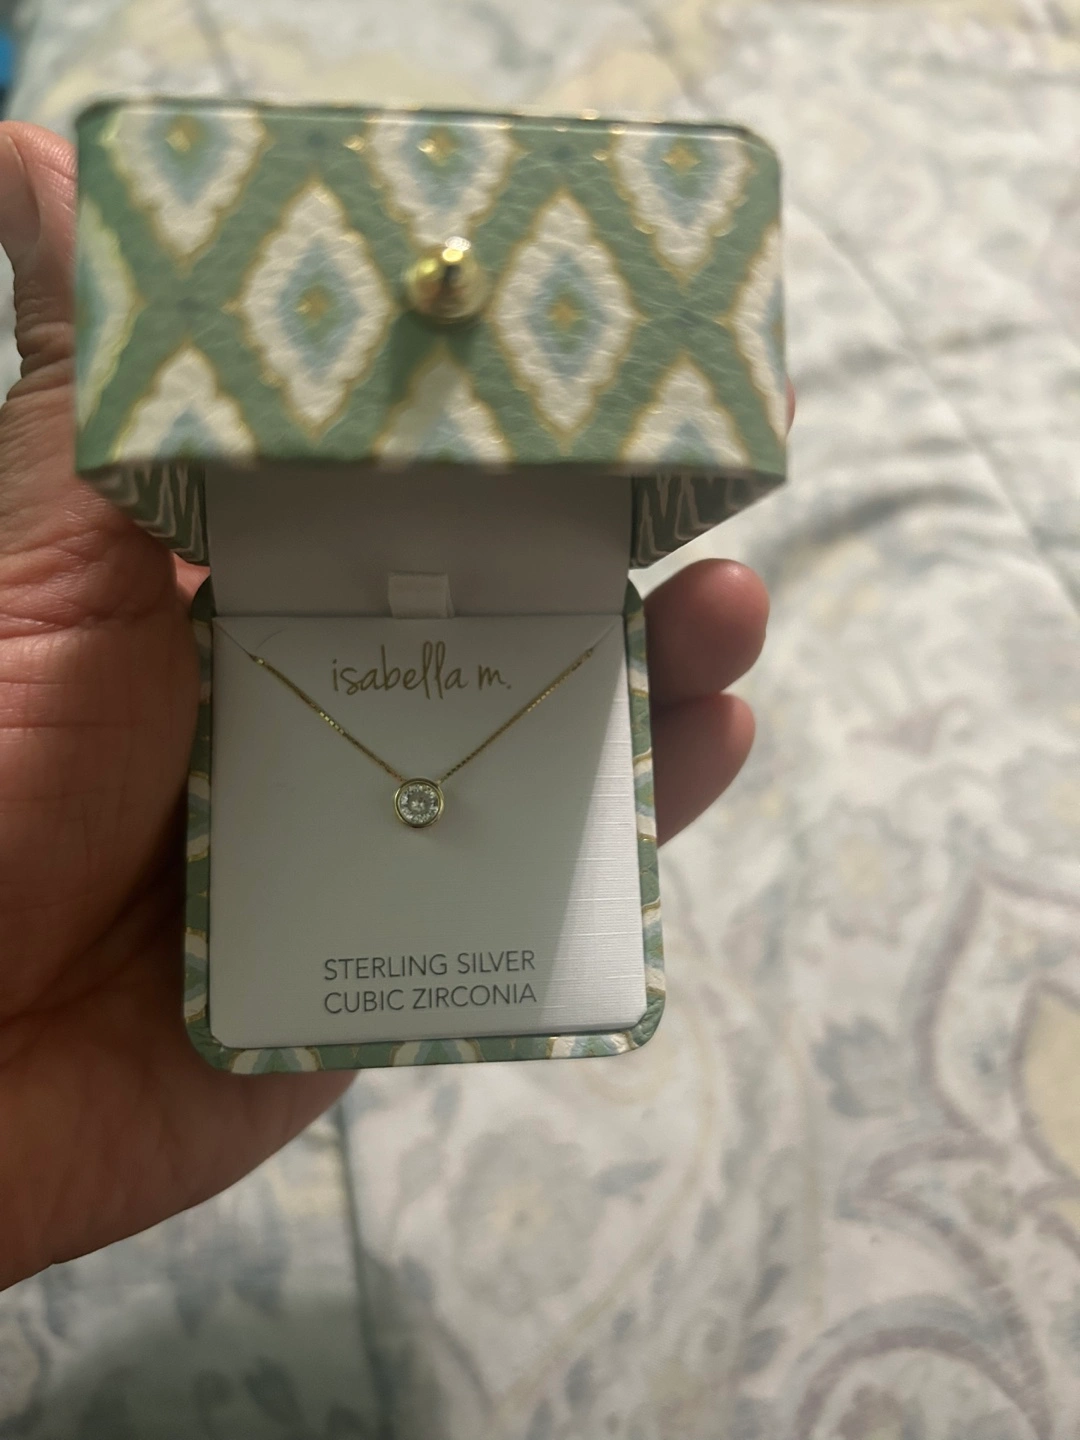 isabella m.
STERLING SILVER
CUBIC ZIRCONIA